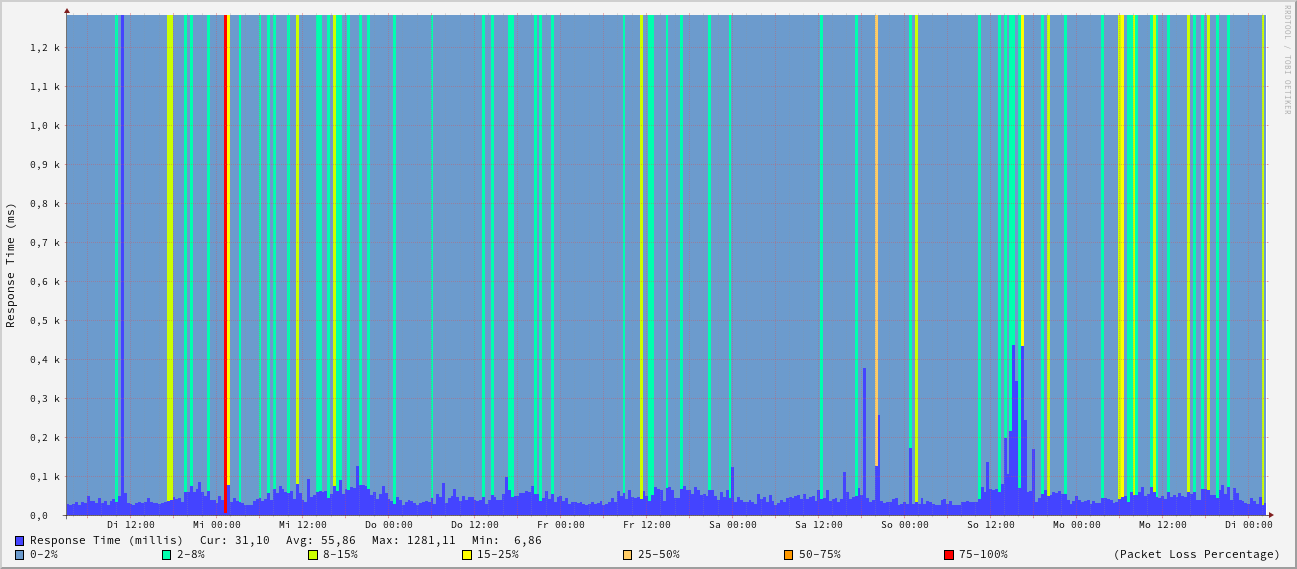 RRDTOOL / TOBI OETIKER
Response Time (ms)
1,2 k
1,1 k
1,0 k
0,9 k
0,8 k
0,7 k
0,6 k
0,5 k
0,4 k
0,3 k
0,2 k
0,1 k
0,0
Di 12:00 Mi 00:00 Mi 12:00 Do 00:00 Do 12:00 Fr 00:00 Fr 12:00 Sa 00:00 Sa 12:00 So 00:00 So 12:00 Mo 00:00 Mo 12:00 Di 00:00
Response Time (millis) Cur: 31,10 Avg: 55,86 Max: 1281,11 Min: 6,86
0-2% 2-8% 8-15% 15-25% 25-50% 50-75% 75-100% (Packet Loss Percentage)